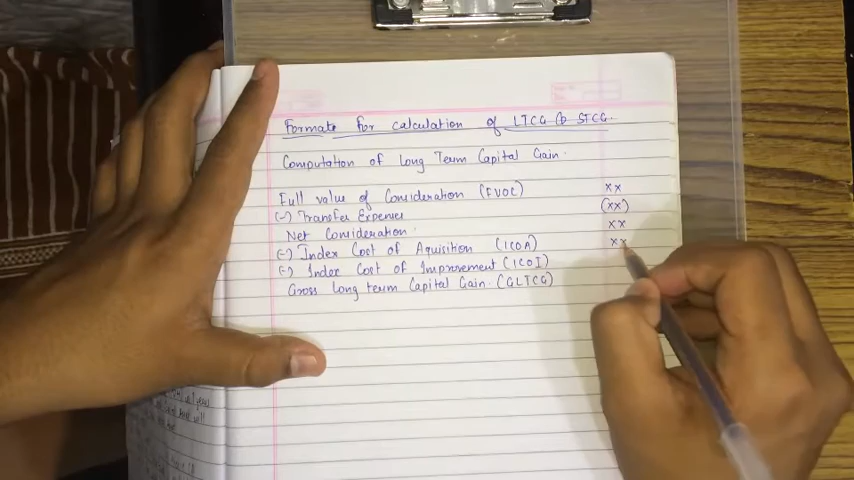 Formate for calculation of LTCG @ STCG.
Computation of Long Term Capital Gain.
Full value of Consideration (FVOC) xx
(-) Transfer Expenses (xx)
Net Consideration. xx
(-) Index Cost of Aquisition (ICOA) xx
(-) Index Cost of Improvement (ICOI)
Gross Long term Capital Gain. (GLTCG)